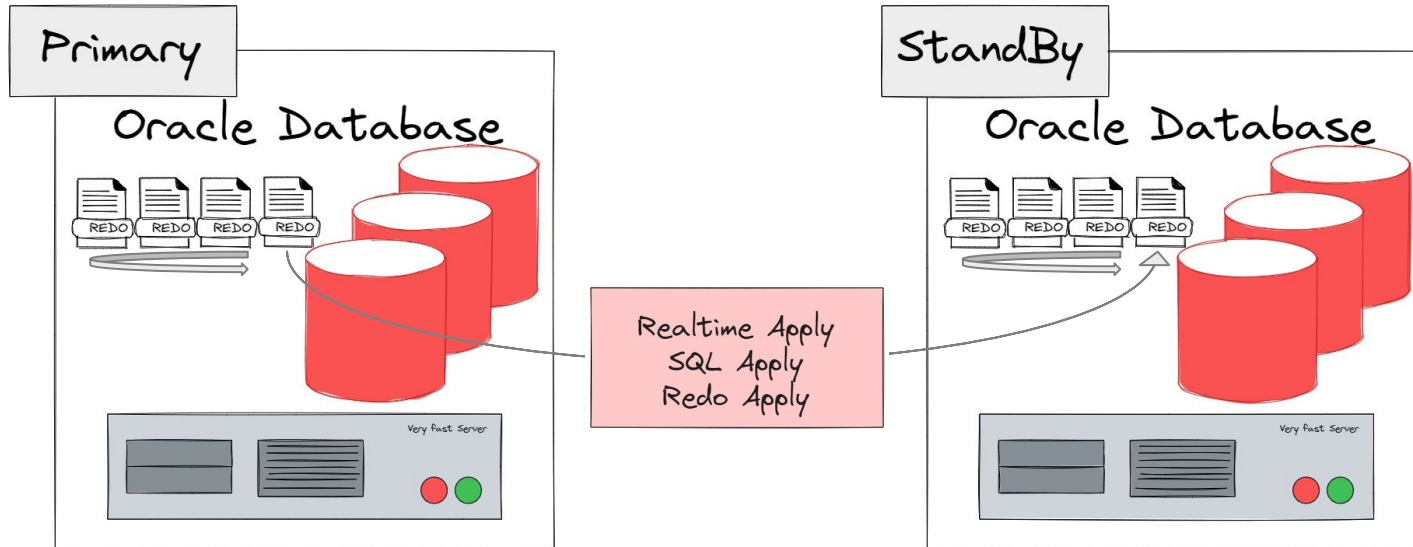 Primary
Oracle Database
REDO REDO REDO REDO
Very fast Server
Realtime Apply
SQL Apply
Redo Apply
StandBy
Oracle Database
REDO REDO REDO REDO
Very fast Server